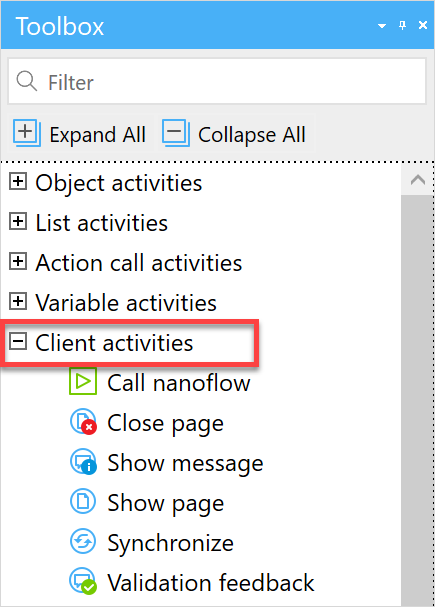 Toolbox
Filter
Expand All Collapse All
Object activities
List activities
Action call activities
Variable activities
Client activities
Call nanoflow
Close page
Show message
Show page
Synchronize
Validation feedback